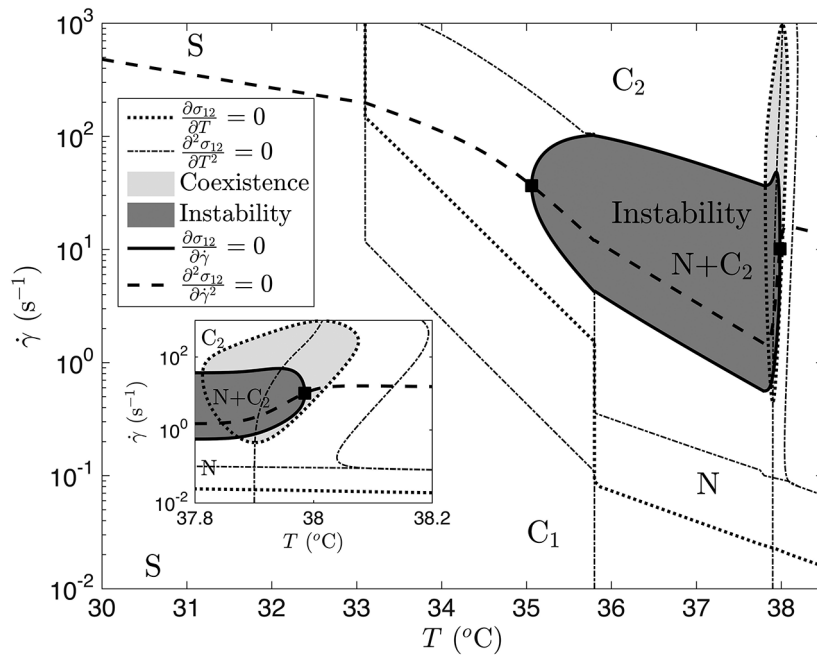 10³
10²
10¹
10⁰
10⁻¹
10⁻²
γ̇ (s⁻¹)
S
C₂
∂σ₁₂/∂T = 0
∂²σ₁₂/∂T² = 0
Coexistence
Instability
∂σ₁₂/∂γ̇ = 0
∂²σ₁₂/∂γ̇² = 0
Instability
N+C₂
C₂
10²
10⁰
10⁻²
γ̇ (s⁻¹)
N+C₂
N
37.8 38 38.2
T (°C)
N
C₁
S
30 31 32 33 34 35 36 37 38
T (°C)